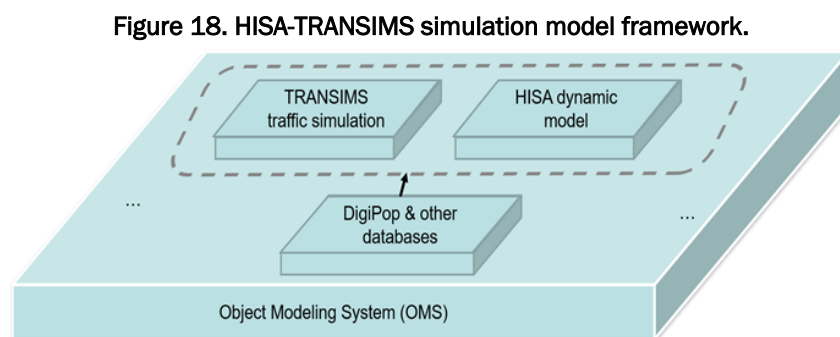 Figure 18. HISA-TRANSIMS simulation model framework.
TRANSIMS
traffic simulation
HISA dynamic
model
...
DigiPop & other
databases
...
Object Modeling System (OMS)